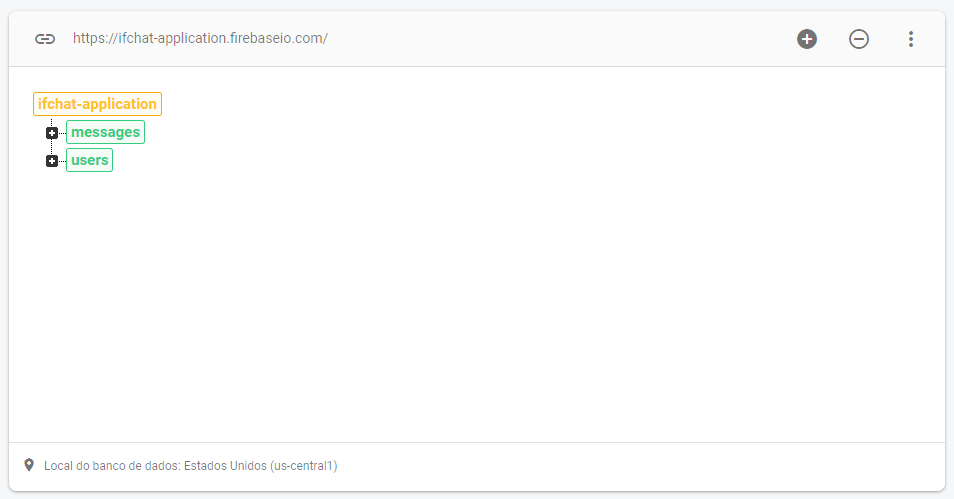 https://ifchat-application.firebaseio.com/
ifchat-application
messages
users
Local do banco de dados: Estados Unidos (us-central1)